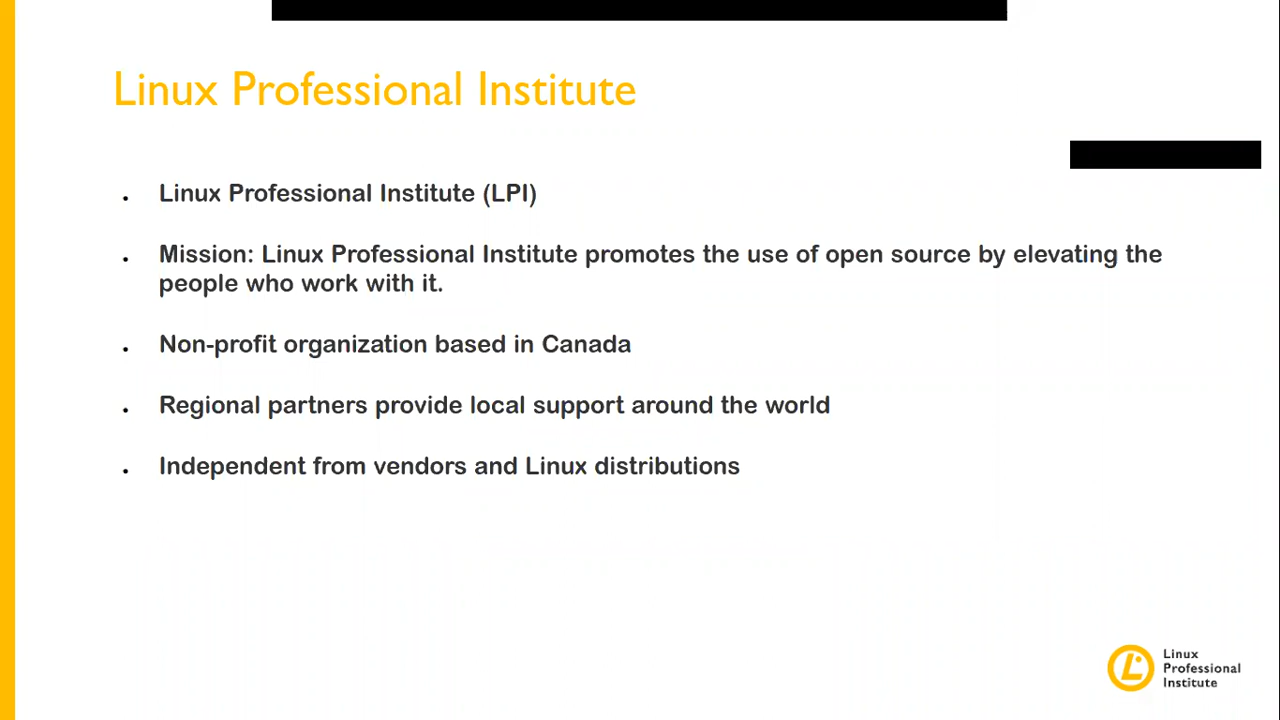 Linux Professional Institute
. Linux Professional Institute (LPI)
. Mission: Linux Professional Institute promotes the use of open source by elevating the
people who work with it.
. Non-profit organization based in Canada
. Regional partners provide local support around the world
. Independent from vendors and Linux distributions
Linux
Professional
Institute